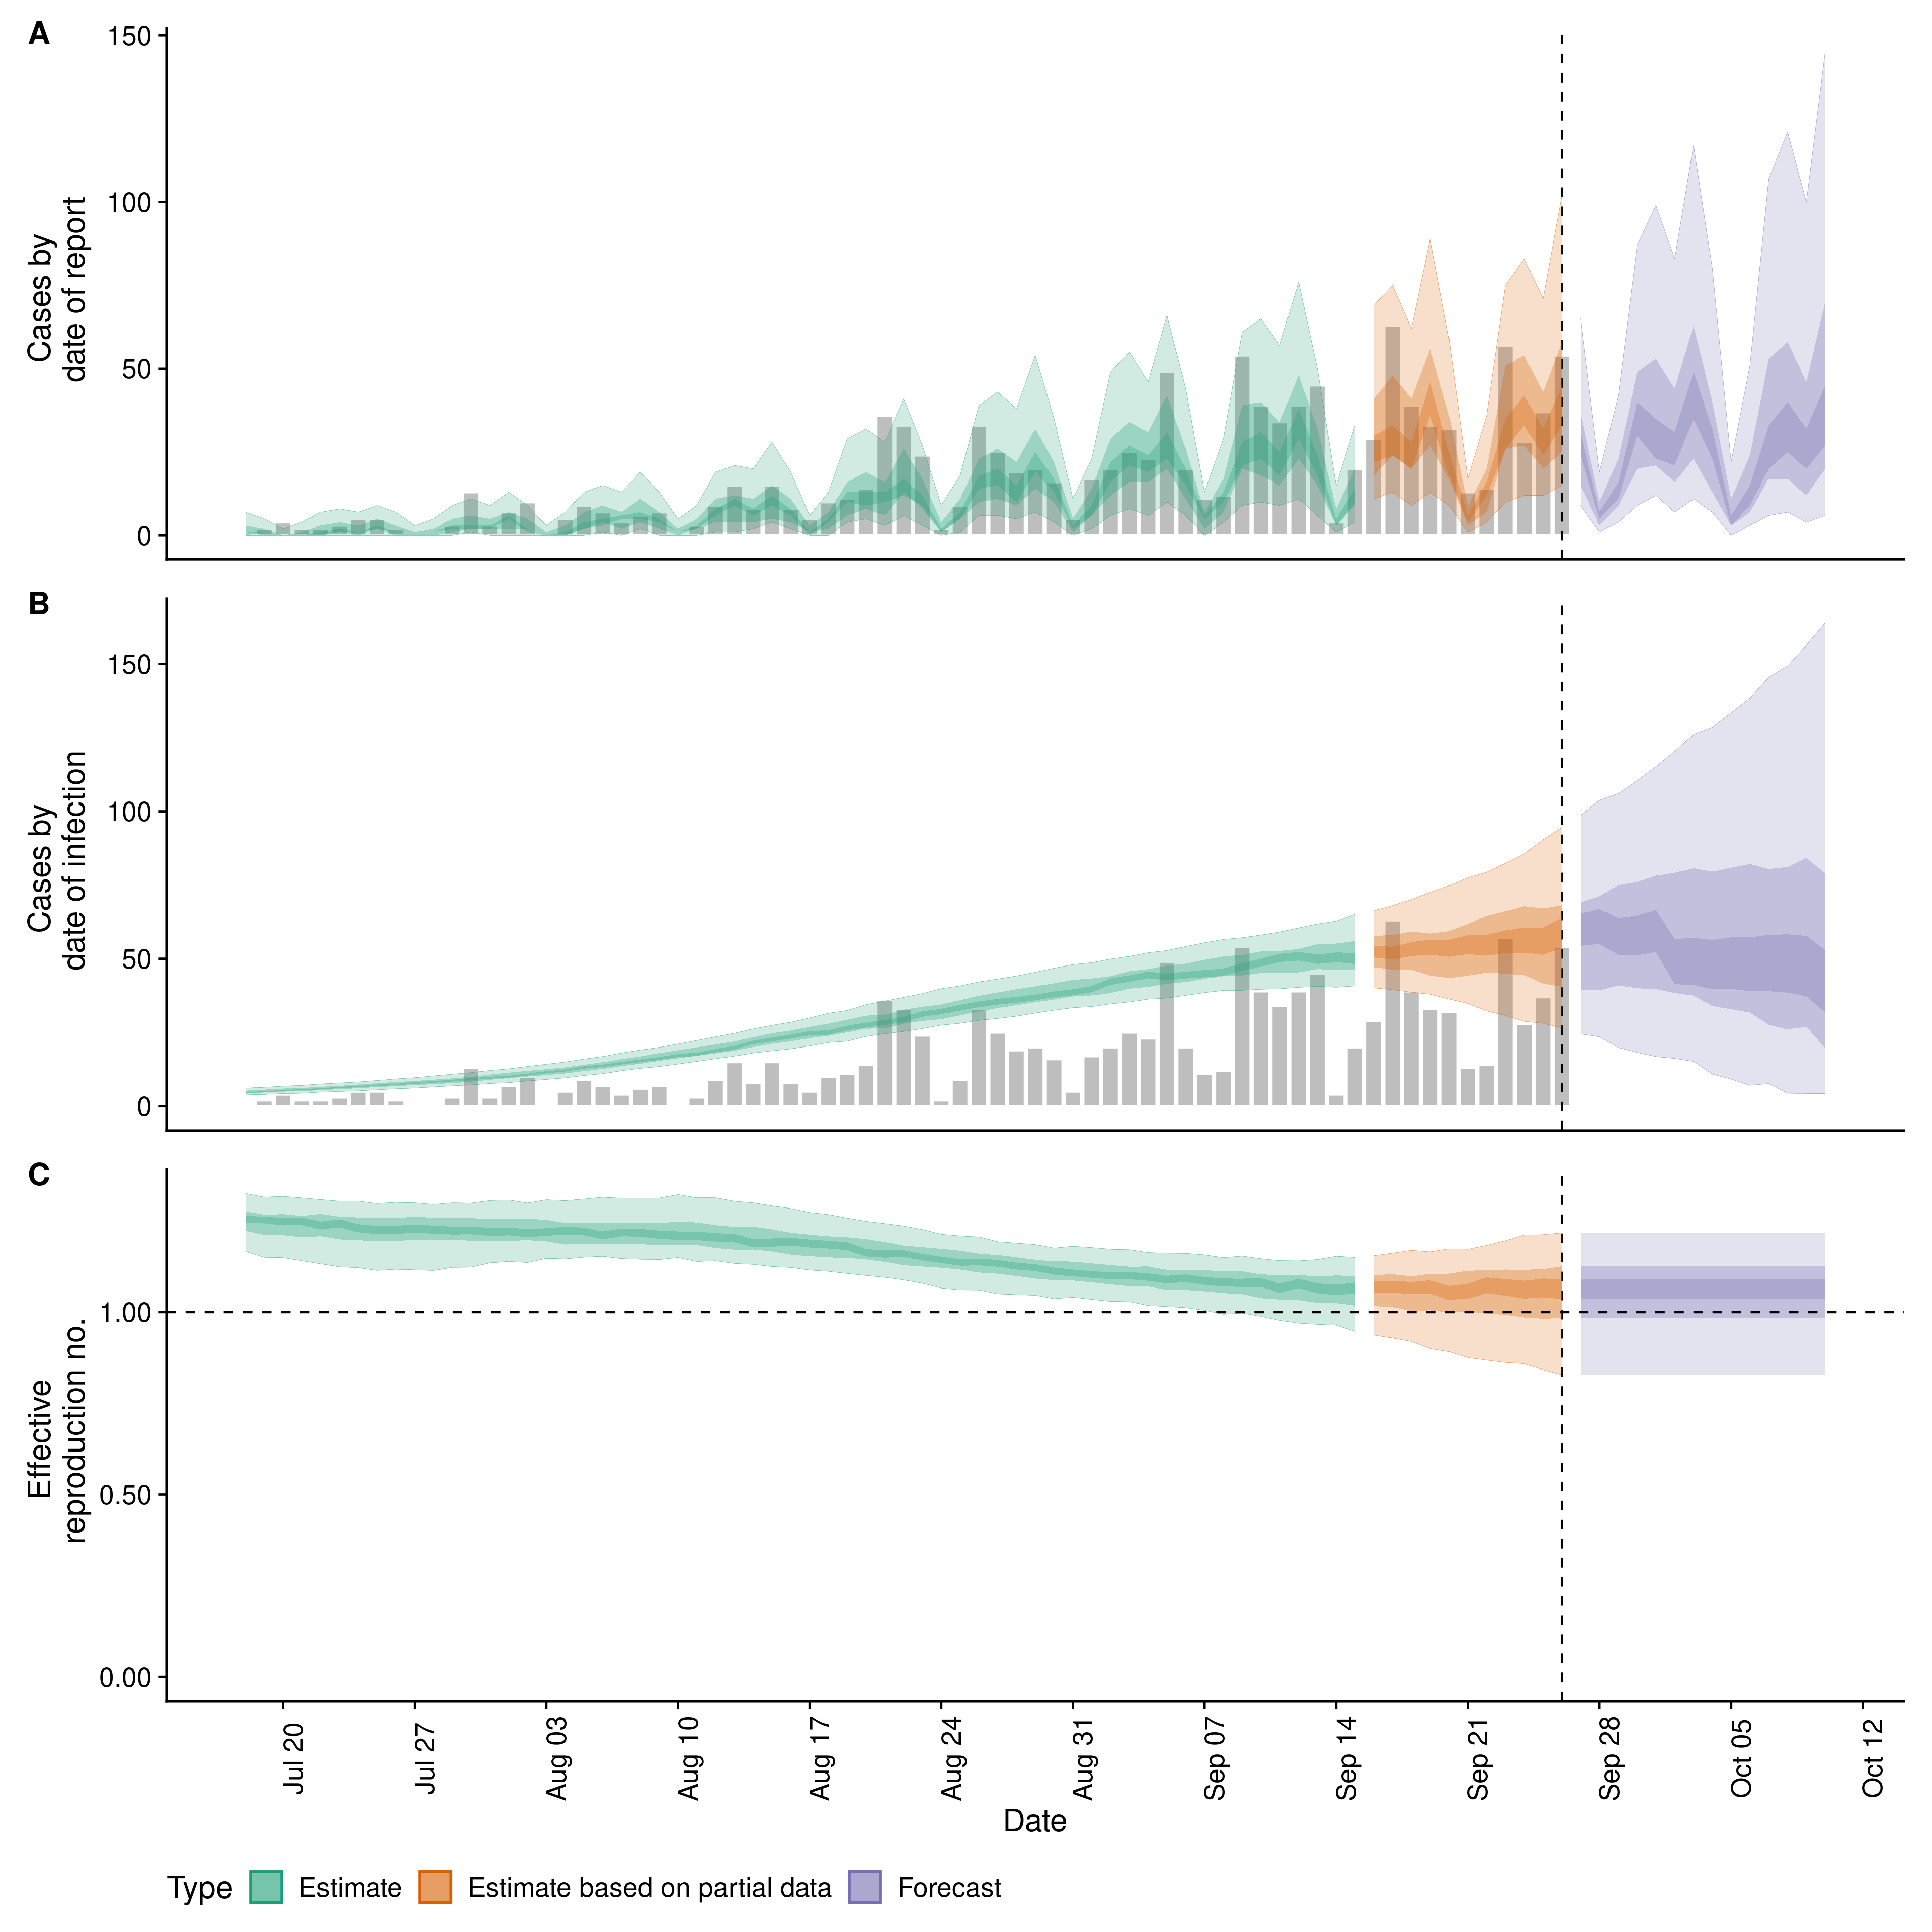 A
150
100
50
0
Cases by
date of report
B
150
100
50
0
Cases by
date of infection
C
1.00
0.50
0.00
Effective
reproduction no.
Jul 20
Jul 27
Aug 03
Aug 10
Aug 17
Aug 24
Aug 31
Sep 07
Sep 14
Sep 21
Sep 28
Oct 05
Oct 12
Date
Type Estimate Estimate based on partial data Forecast